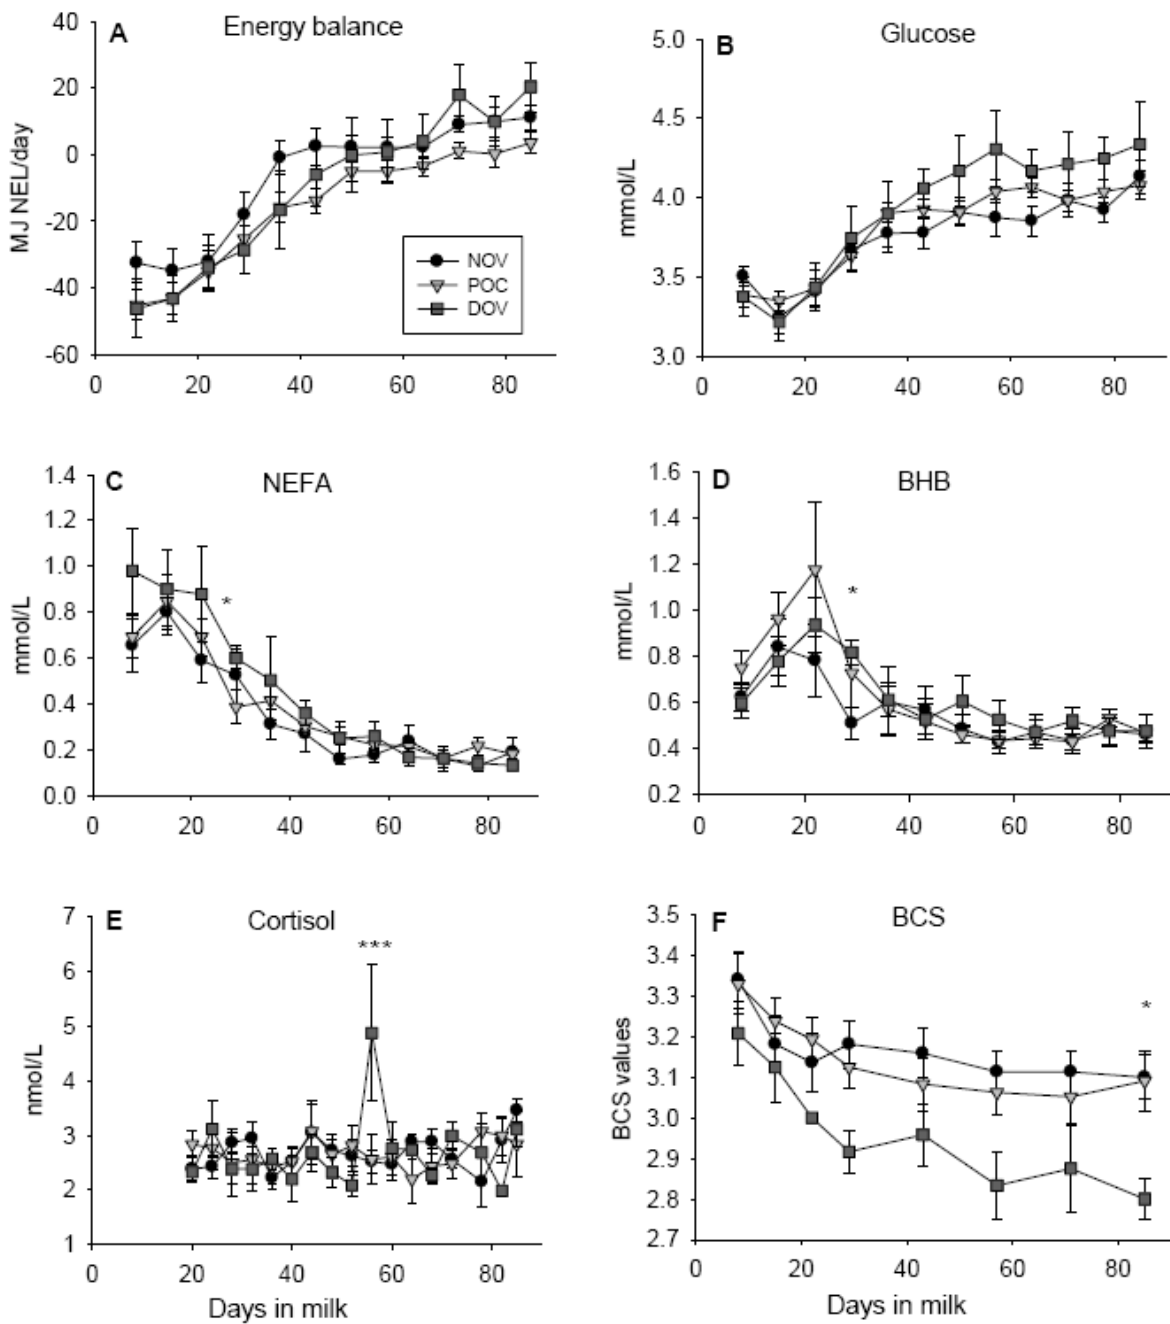 A Energy balance
40
20
0
-20
-40
-60
MJ NEL/day
NOV
POC
DOV
0 20 40 60 80
B Glucose
5.0
4.5
4.0
3.5
3.0
mmol/L
0 20 40 60 80
C NEFA
1.4
1.2
1.0
0.8
0.6
0.4
0.2
0.0
mmol/L
*
0 20 40 60 80
D BHB
1.6
1.4
1.2
1.0
0.8
0.6
0.4
0.2
mmol/L
*
0 20 40 60 80
E Cortisol
7
6
5
4
3
2
1
nmol/L
***
0 20 40 60 80
Days in milk
F BCS
3.5
3.4
3.3
3.2
3.1
3.0
2.9
2.8
2.7
BCS values
*
0 20 40 60 80
Days in milk